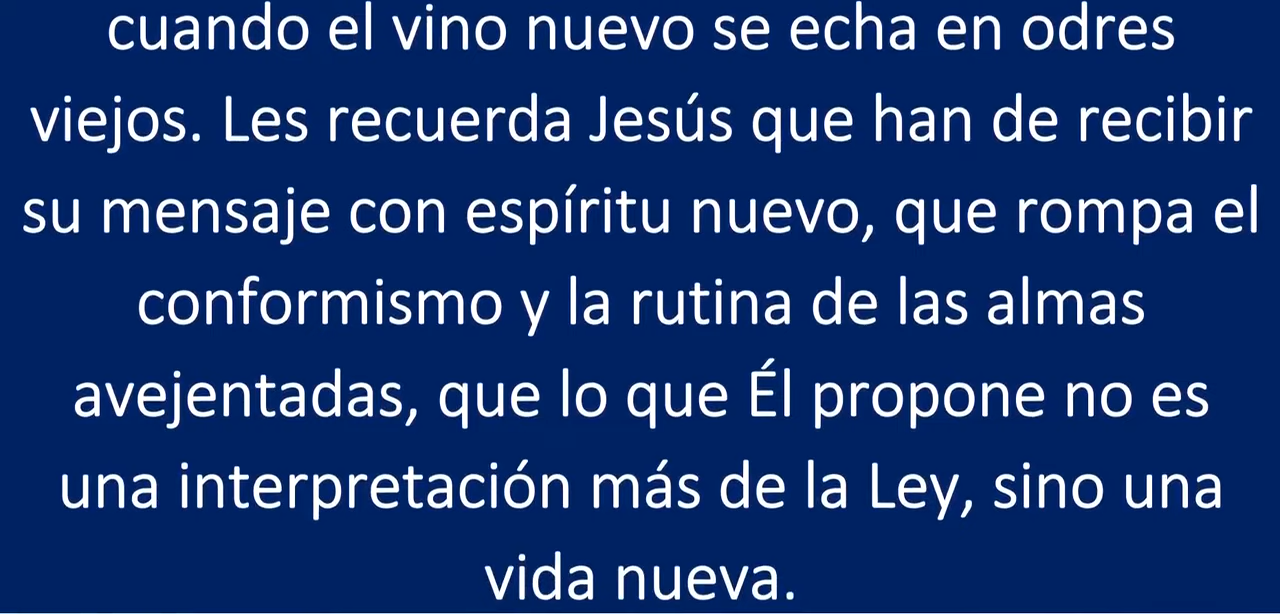 cuando el vino nuevo se echa en odres
viejos. Les recuerda Jesús que han de recibir
su mensaje con espíritu nuevo, que rompa el
conformismo y la rutina de las almas
avejentadas, que lo que Él propone no es
una interpretación más de la Ley, sino una
vida nueva.